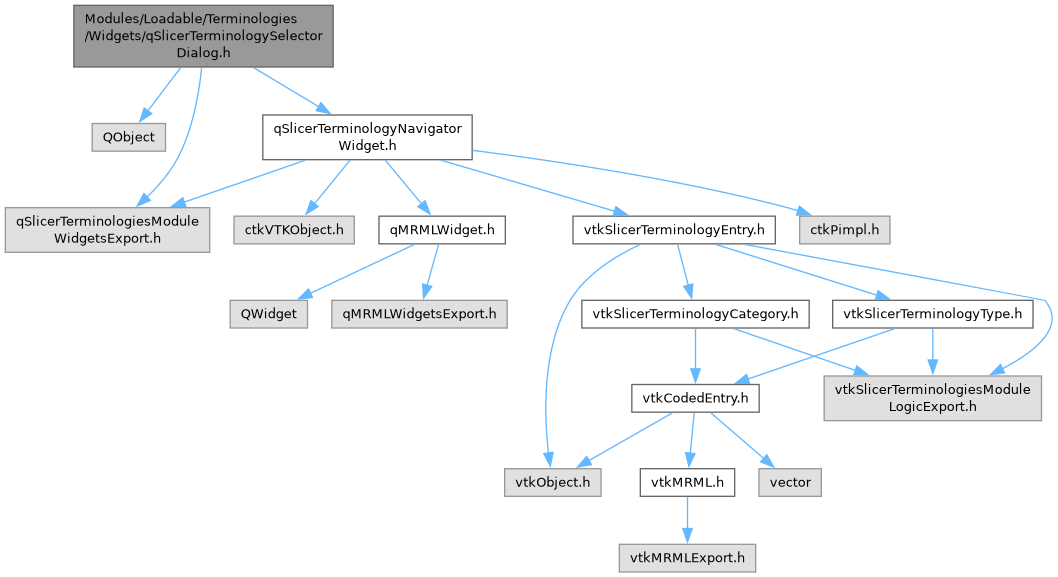 Modules/Loadable/Terminologies
/Widgets/qSlicerTerminologySelector
Dialog.h
QObject
qSlicerTerminologyNavigator
Widget.h
qSlicerTerminologiesModule
WidgetsExport.h
ctkVTKObject.h
qMRMLWidget.h
vtkSlicerTerminologyEntry.h
ctkPimpl.h
QWidget
qMRMLWidgetsExport.h
vtkSlicerTerminologyCategory.h
vtkSlicerTerminologyType.h
vtkCodedEntry.h
vtkSlicerTerminologiesModule
LogicExport.h
vtkObject.h
vtkMRML.h
vector
vtkMRMLExport.h